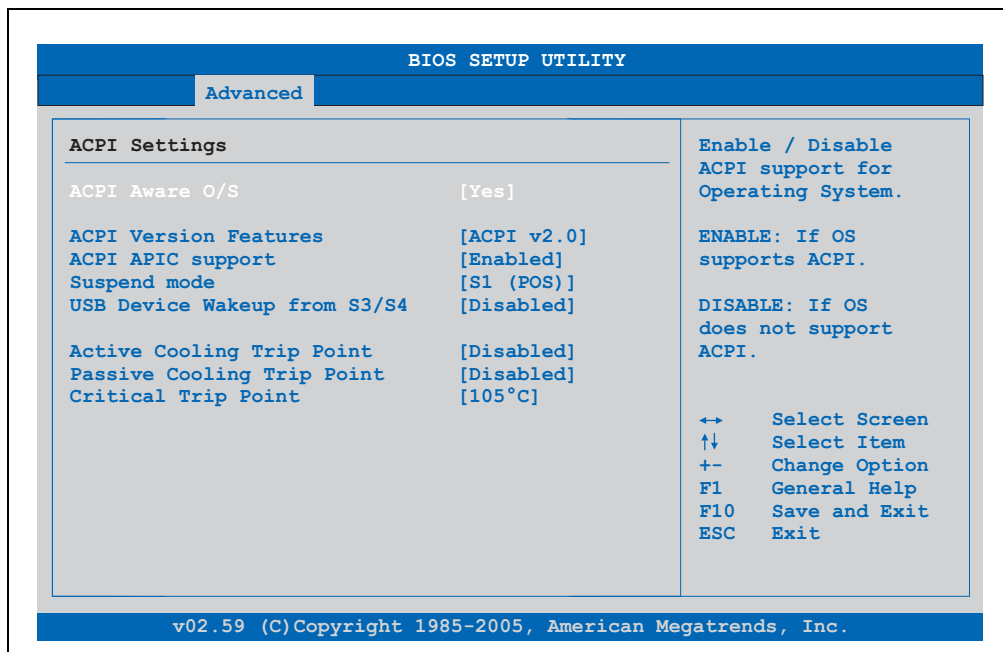 BIOS SETUP UTILITY
Advanced
ACPI Settings
ACPI Aware O/S [Yes]
ACPI Version Features [ACPI v2.0]
ACPI APIC support [Enabled]
Suspend mode [S1 (POS)]
USB Device Wakeup from S3/S4 [Disabled]
Active Cooling Trip Point [Disabled]
Passive Cooling Trip Point [Disabled]
Critical Trip Point [105°C]
Enable / Disable
ACPI support for
Operating System.
ENABLE: If OS
supports ACPI.
DISABLE: If OS
does not support
ACPI.
↔ Select Screen
↑↓ Select Item
+- Change Option
F1 General Help
F10 Save and Exit
ESC Exit
v02.59 (C)Copyright 1985-2005, American Megatrends, Inc.